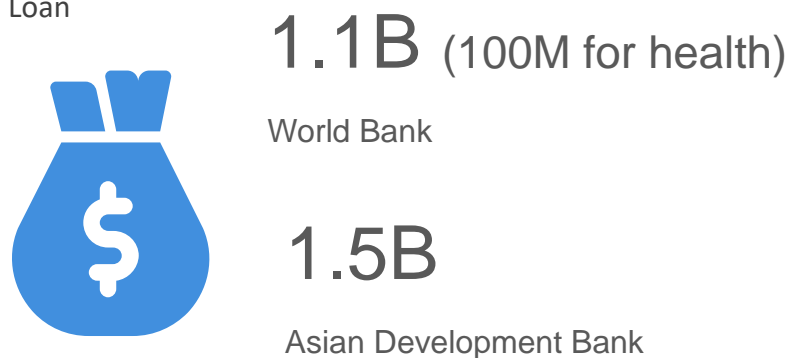 Loan
1.1B (100M for health)
World Bank
$
1.5B
Asian Development Bank